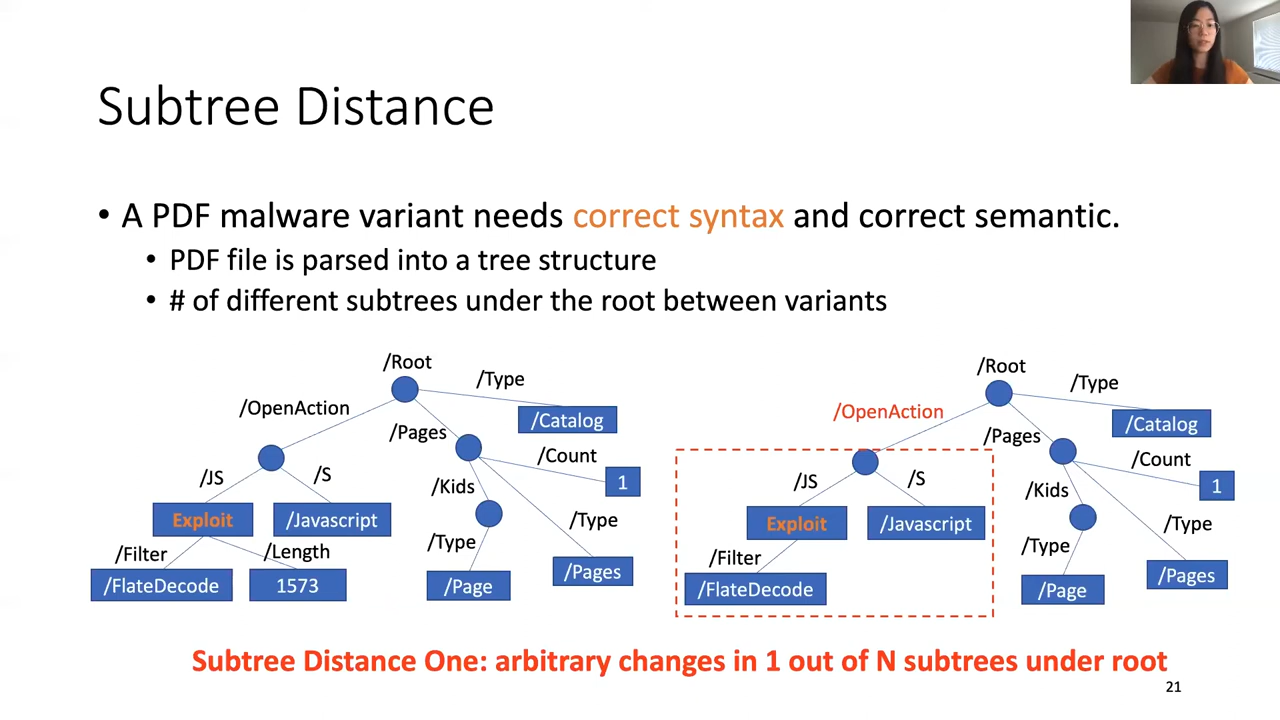 Subtree Distance
• A PDF malware variant needs correct syntax and correct semantic.
• PDF file is parsed into a tree structure
• # of different subtrees under the root between variants
/Root
/Type
/OpenAction
/Catalog
/Pages
/Count
/JS
/S
1
/Kids
Exploit
/Javascript
/Type
/Filter
/Length
/Type
/FlateDecode
1573
/Page
/Pages
/Root
/Type
/OpenAction
/Catalog
/Pages
/Count
/JS
/S
1
/Kids
Exploit
/Javascript
/Type
/Type
/Filter
/FlateDecode
/Page
/Pages
Subtree Distance One: arbitrary changes in 1 out of N subtrees under root
21